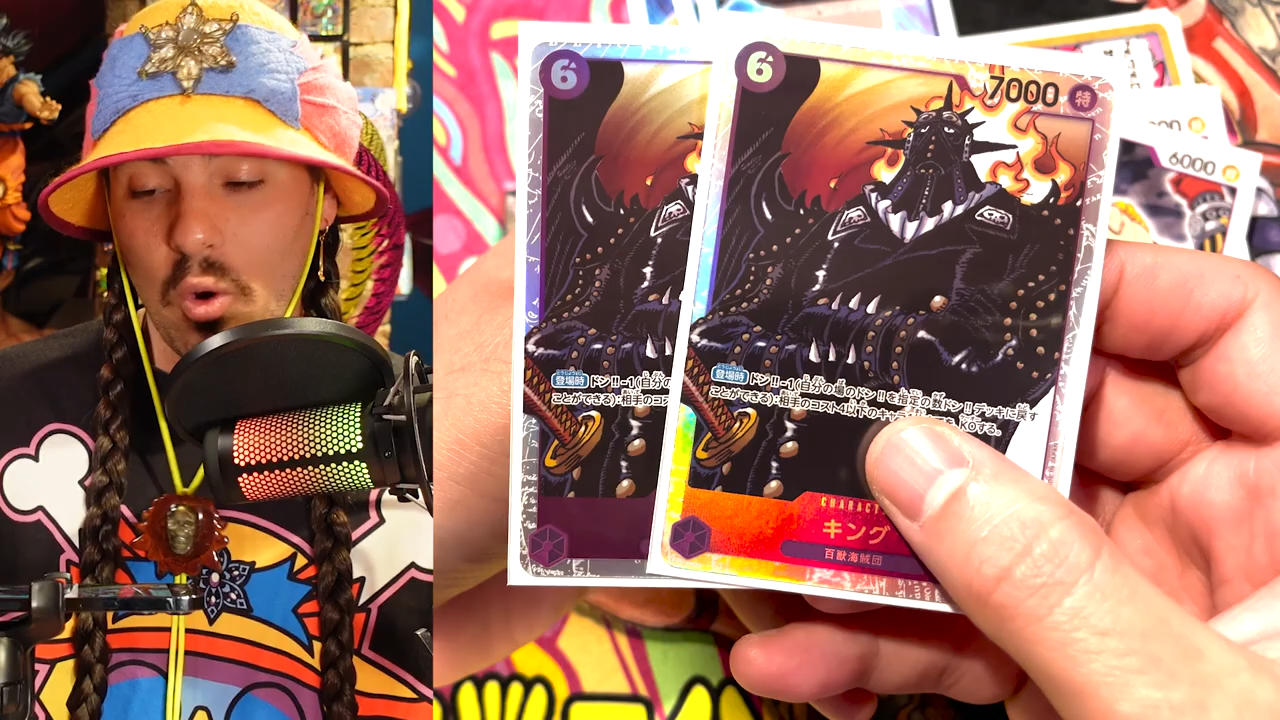 6
6
7000
特
6000
登場時 ドン!!-1(自分の
ことができる):相手のコス
登場時 ドン!!-1(自分の場のドン!!を指定の数ドン!!デッキに戻す
ことができる):相手のコスト4以下のキャラ
KOする。
CHARACT
キング
百獣海賊団